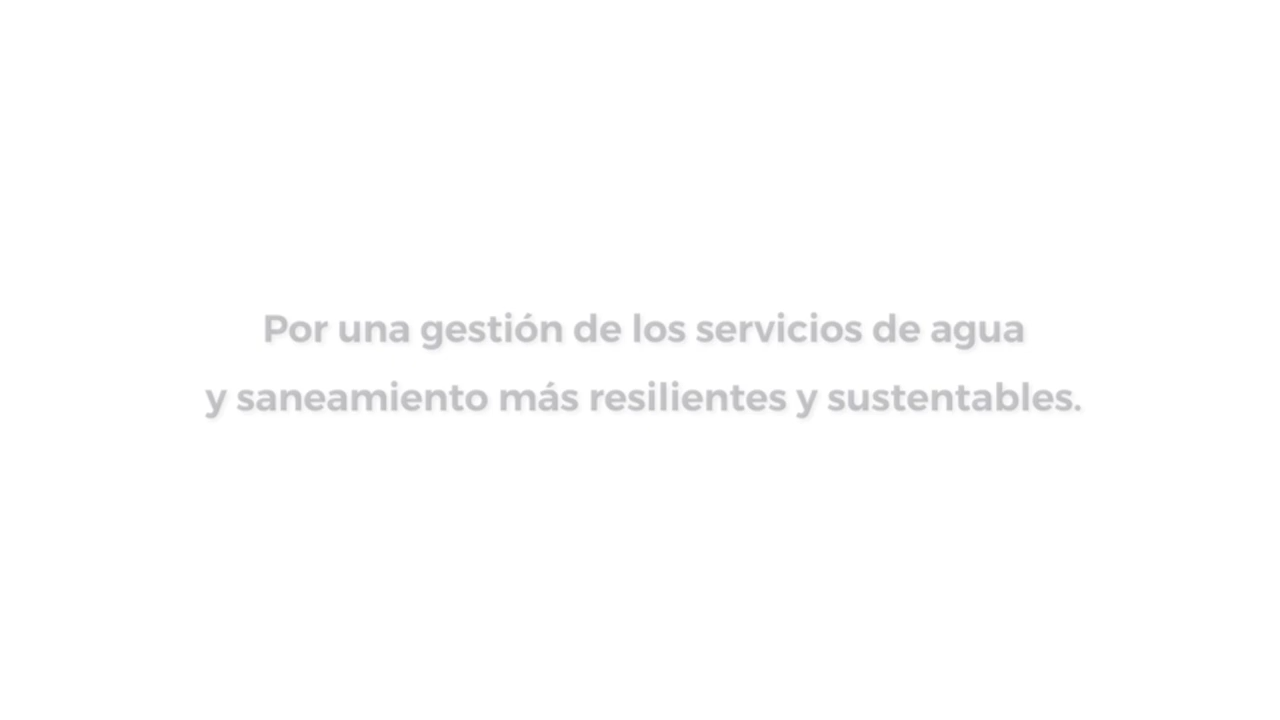 Por una gestión de los servicios de agua
y saneamiento más resilientes y sustentables.